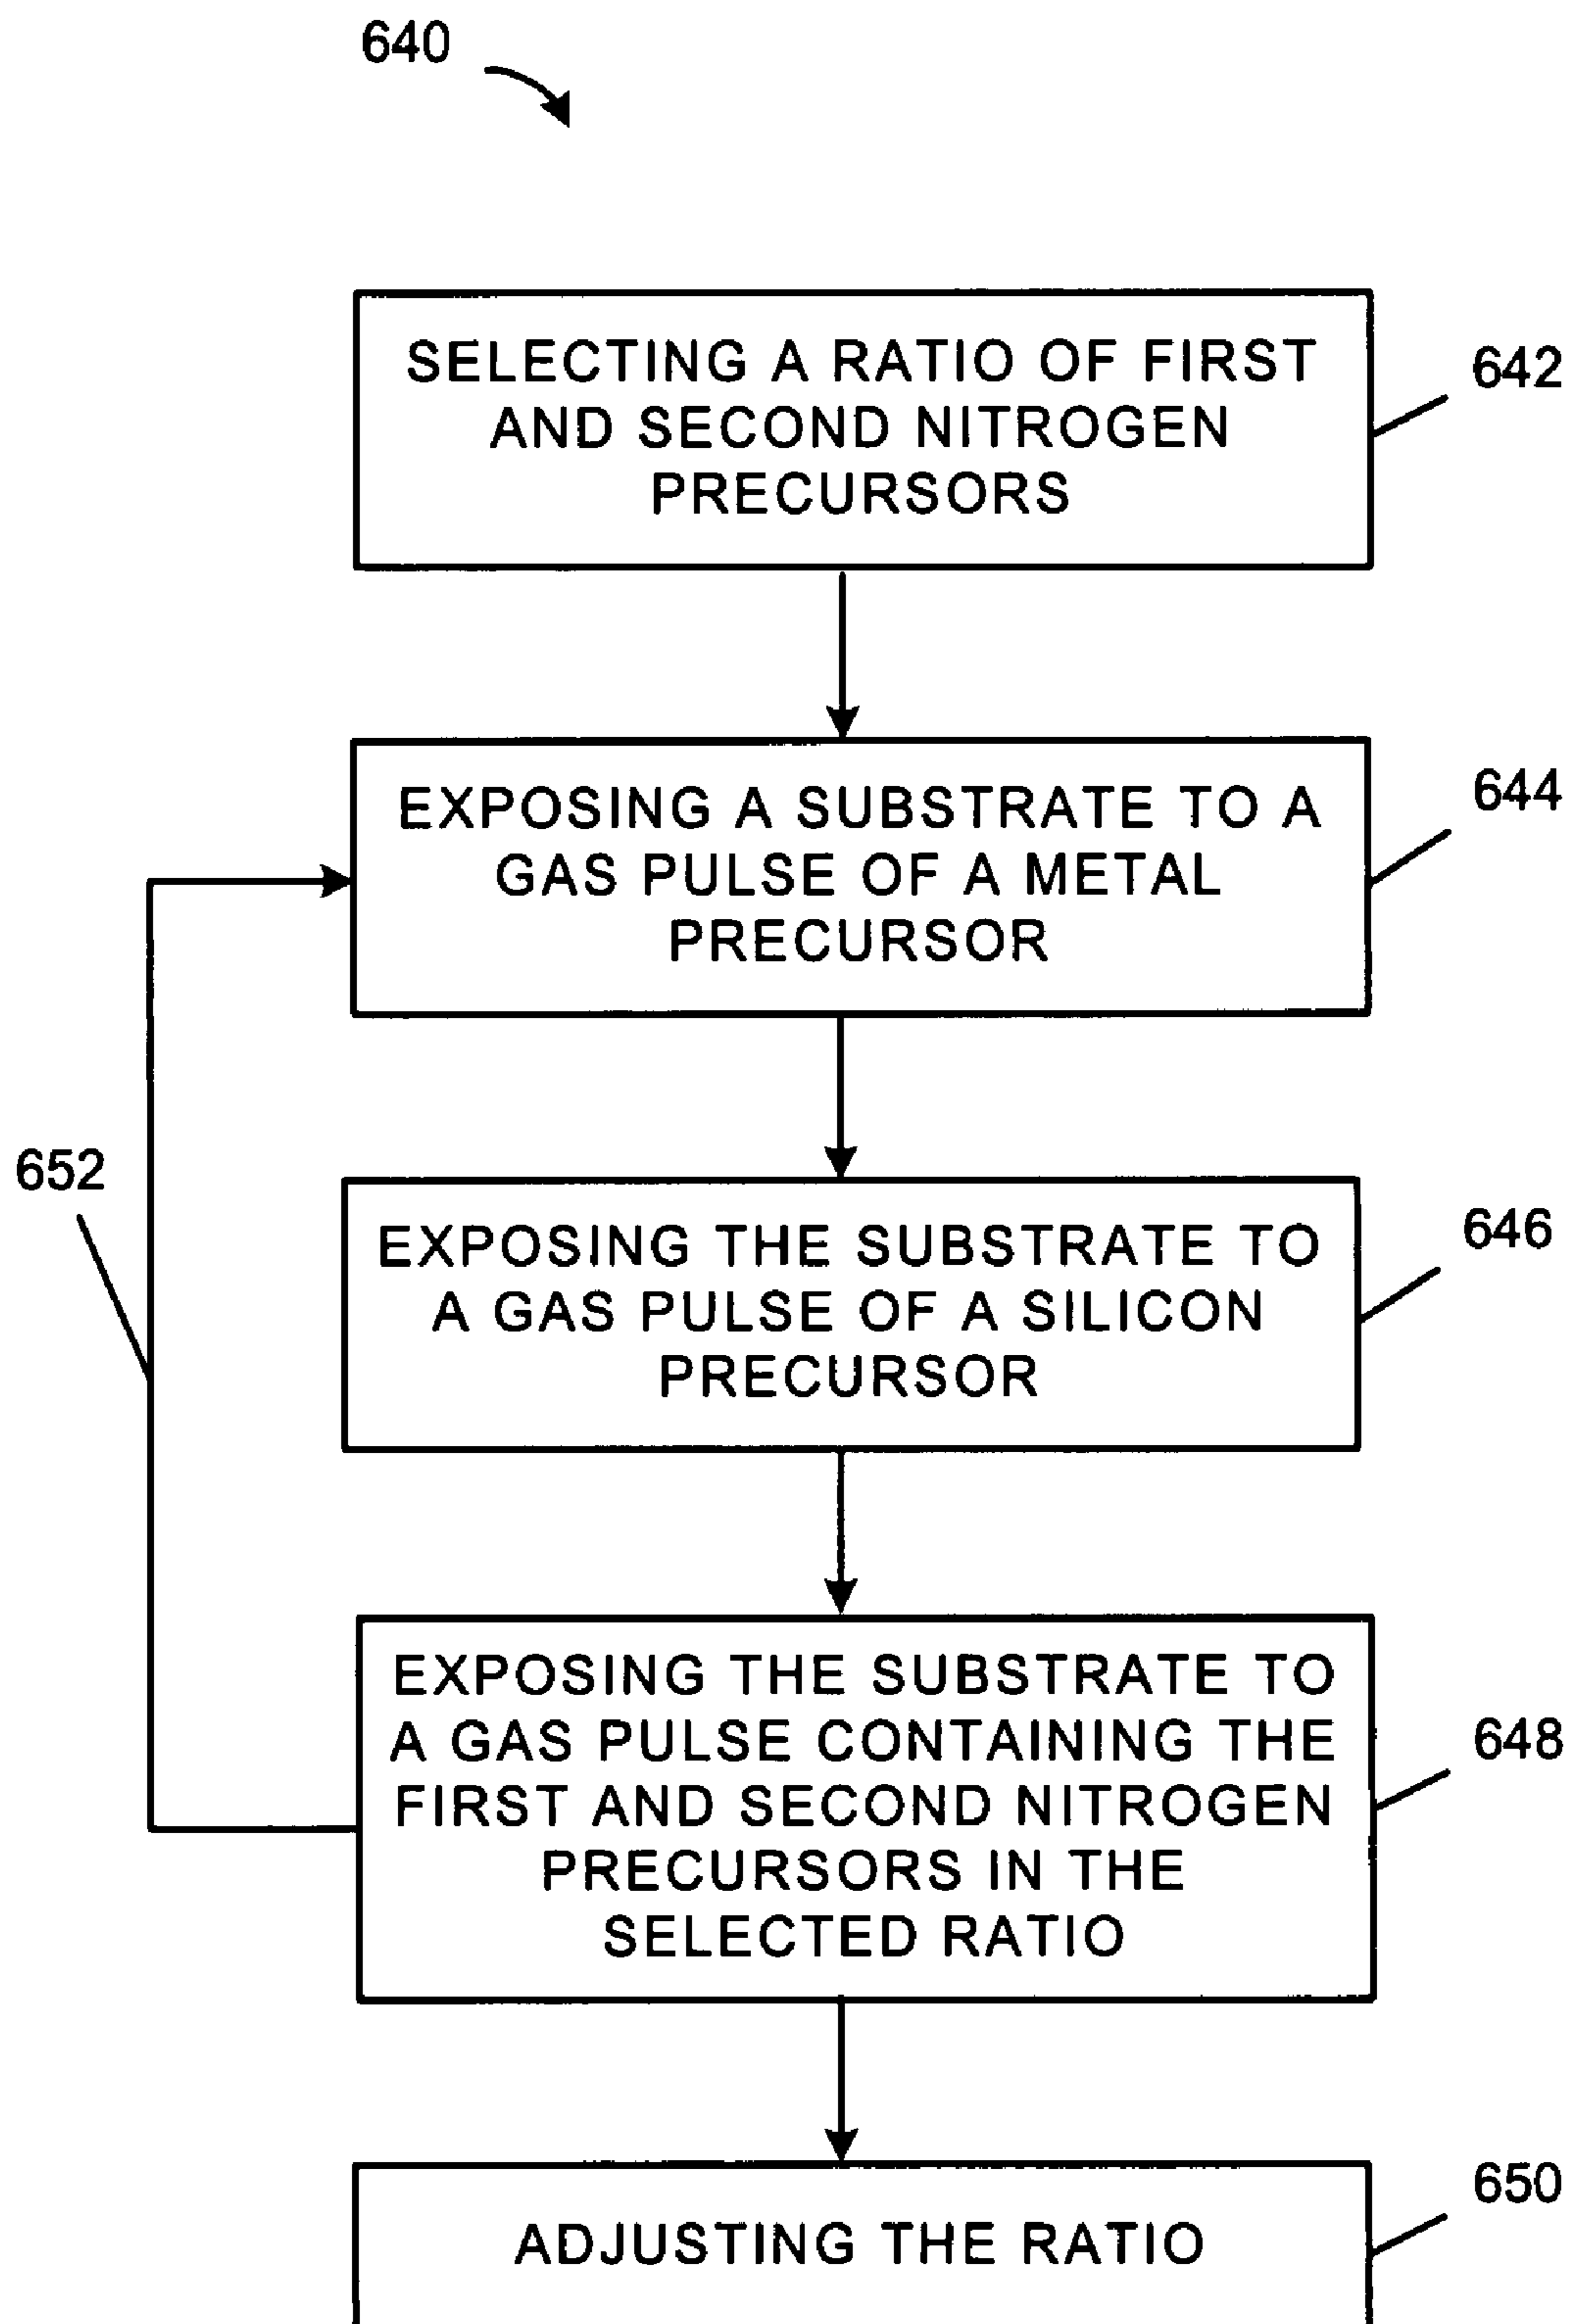 640
SELECTING A RATIO OF FIRST
AND SECOND NITROGEN
PRECURSORS
642
EXPOSING A SUBSTRATE TO A
GAS PULSE OF A METAL
PRECURSOR
644
652
EXPOSING THE SUBSTRATE TO
A GAS PULSE OF A SILICON
PRECURSOR
646
EXPOSING THE SUBSTRATE TO
A GAS PULSE CONTAINING THE
FIRST AND SECOND NITROGEN
PRECURSORS IN THE
SELECTED RATIO
648
ADJUSTING THE RATIO
650